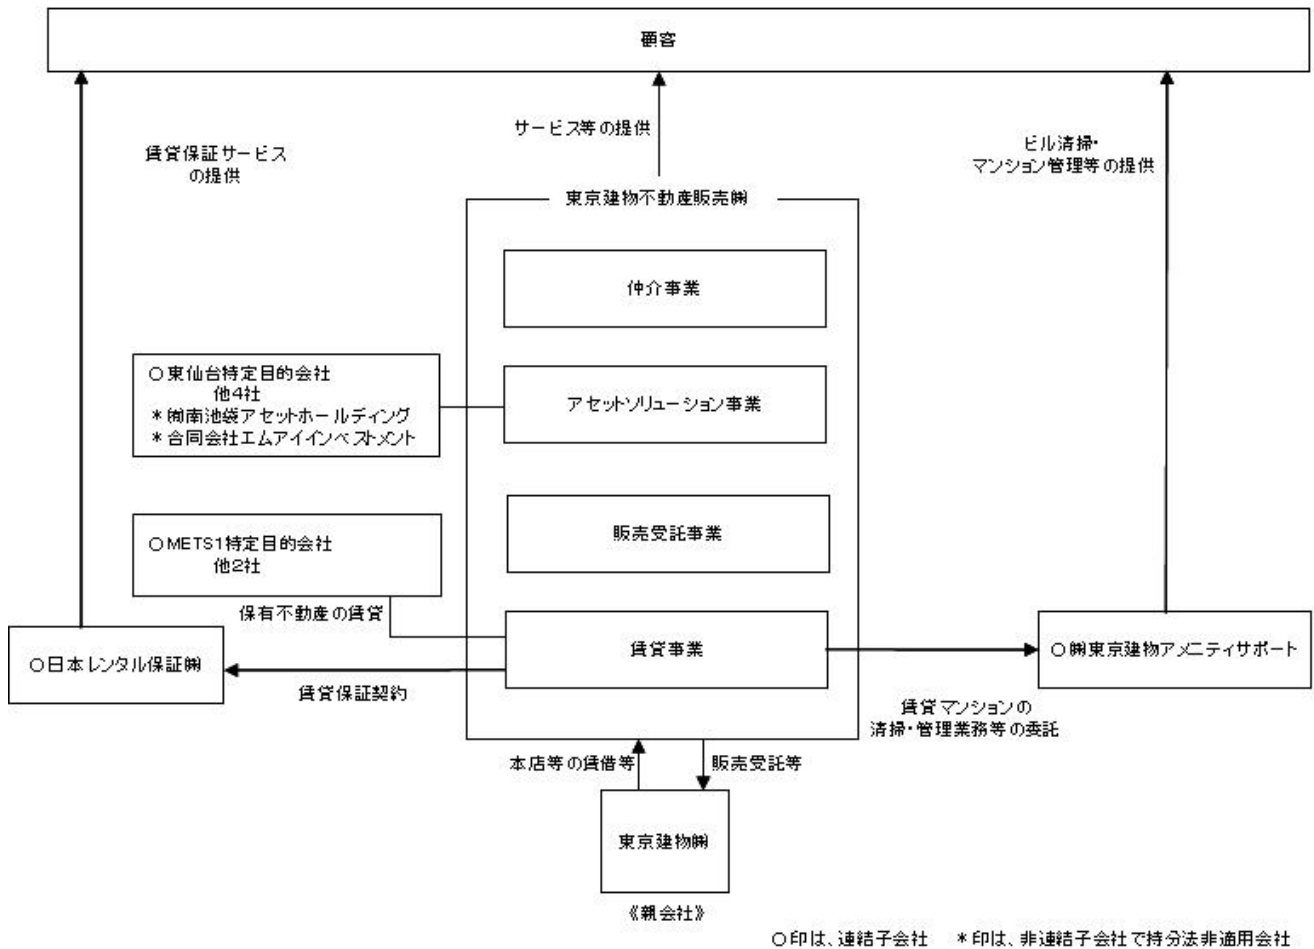 顧客
サービス等の提供
賃貸保証サービス
の提供
ビル清掃・
マンション管理等の提供
東京建物不動産販売㈱
仲介事業
○東仙台特定目的会社
他4社
*㈲南池袋アセットホールディング
*合同会社エムアイインベストメント
アセットソリューション事業
販売受託事業
○METS1特定目的会社
他2社
保有不動産の賃貸
賃貸事業
○日本レンタル保証㈱
○㈱東京建物アメニティサポート
賃貸保証契約
賃貸マンションの
清掃・管理業務等の委託
本店等の賃借等
販売受託等
東京建物㈱
《親会社》
○印は、連結子会社 *印は、非連結子会社で持分法非適用会社